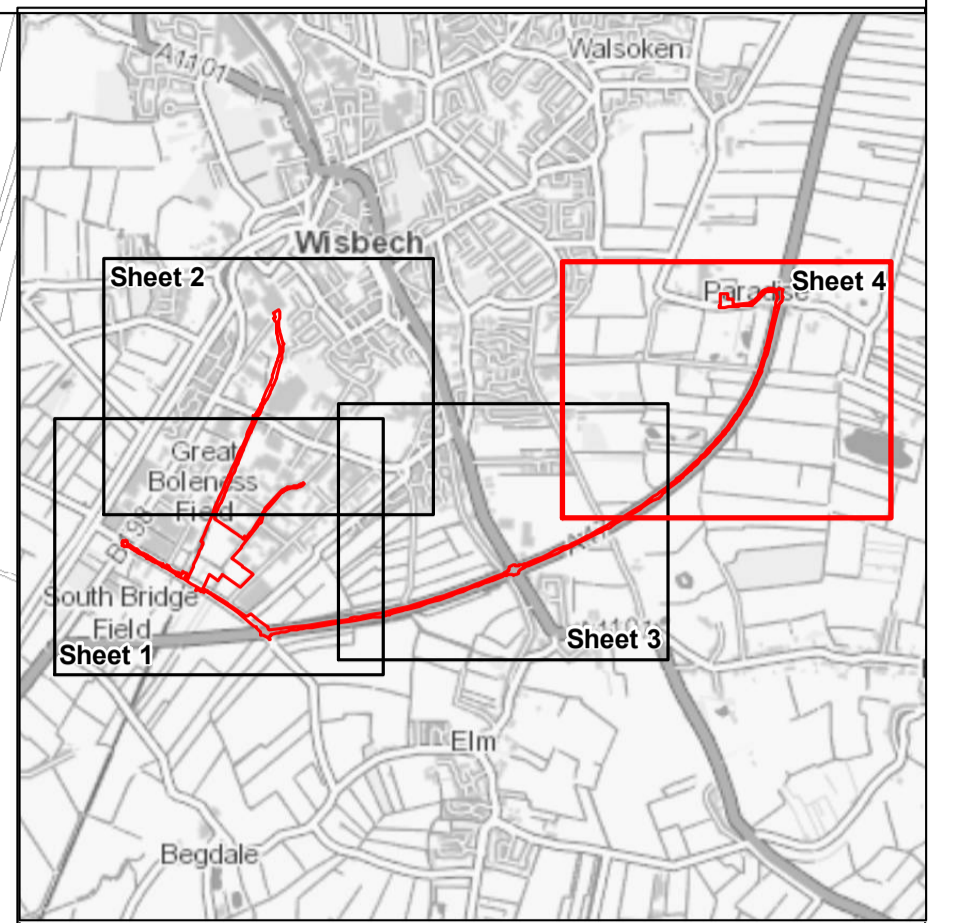 Walsoken
A1101
Wisbech
Sheet 2
Sheet 4
Paradise
Great
Boleness
Field
South Bridge
Field
Sheet 1
Sheet 3
Elm
Begdale